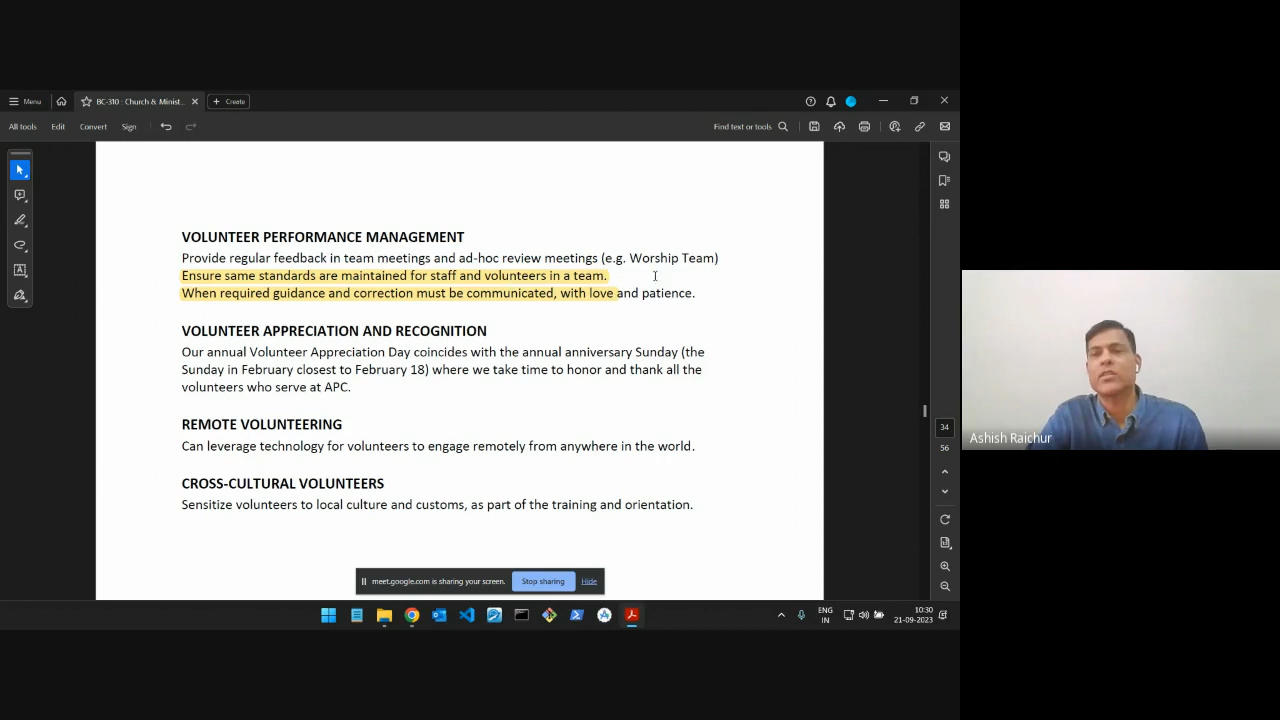 Menu
BC-310 : Church & Minist...
Create
All tools
Edit
Convert
Sign
Find text or tools
VOLUNTEER PERFORMANCE MANAGEMENT
Provide regular feedback in team meetings and ad-hoc review meetings (e.g. Worship Team)
Ensure same standards are maintained for staff and volunteers in a team.
When required guidance and correction must be communicated, with love and patience.
VOLUNTEER APPRECIATION AND RECOGNITION
Our annual Volunteer Appreciation Day coincides with the annual anniversary Sunday (the
Sunday in February closest to February 18) where we take time to honor and thank all the
volunteers who serve at APC.
REMOTE VOLUNTEERING
Can leverage technology for volunteers to engage remotely from anywhere in the world.
CROSS-CULTURAL VOLUNTEERS
Sensitize volunteers to local culture and customs, as part of the training and orientation.
34
56
Ashish Raichur
meet.google.com is sharing your screen.
Stop sharing
Hide
ENG
IN
10:30
21-09-2023